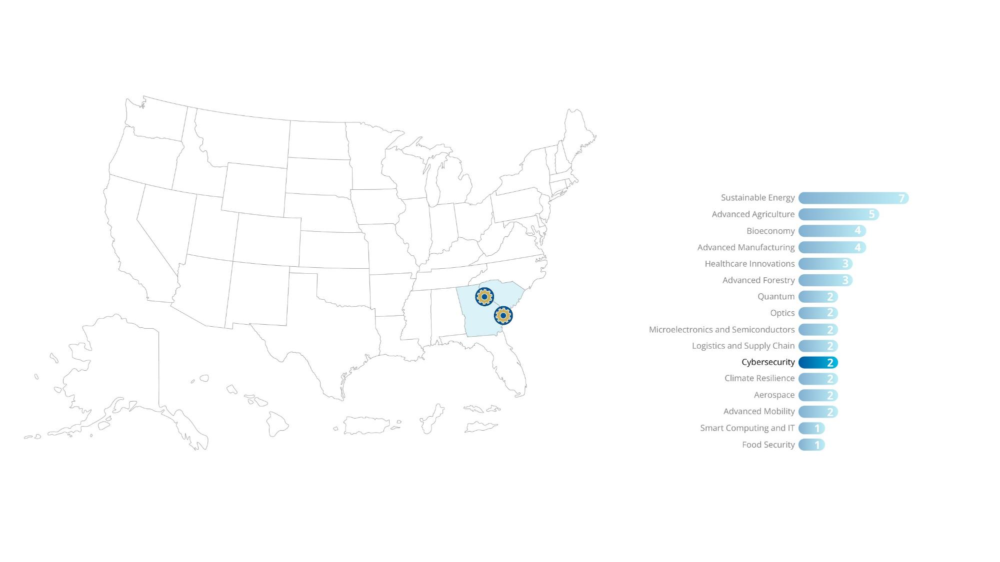 Sustainable Energy 7
Advanced Agriculture 5
Bioeconomy 4
Advanced Manufacturing 4
Healthcare Innovations 3
Advanced Forestry 3
Quantum 2
Optics 2
Microelectronics and Semiconductors 2
Logistics and Supply Chain 2
Cybersecurity 2
Climate Resilience 2
Aerospace 2
Advanced Mobility 2
Smart Computing and IT 1
Food Security 1